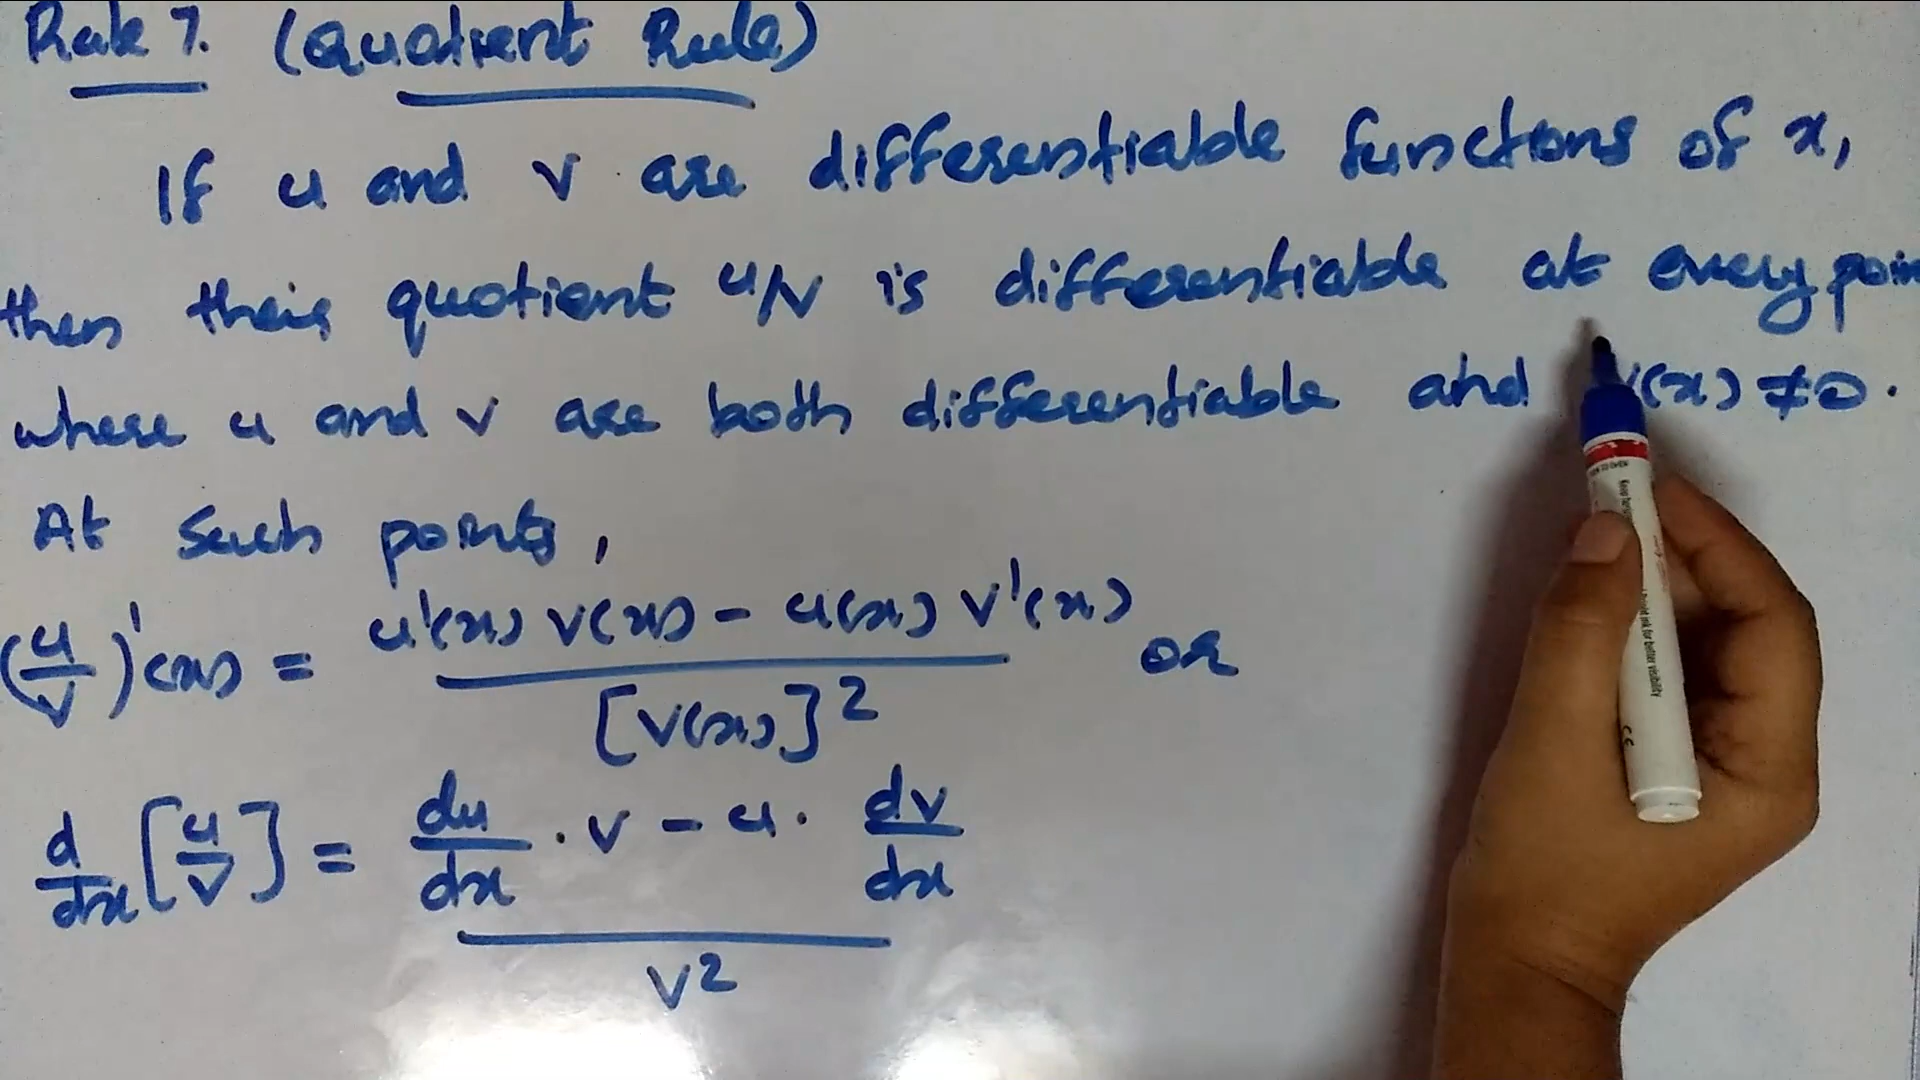 Rule 7. (Quotient Rule)
If u and v are differentiable functions of x,
then their quotient u/v is differentiable at every poin
where u and v are both differentiable and v(x) ≠ 0.
At such points,
(u/v)'(x) = u'(x) v(x) - u(x) v'(x) / [v(x)]² or
d/dx [u/v] = du/dx · v - u · dv/dx / v²